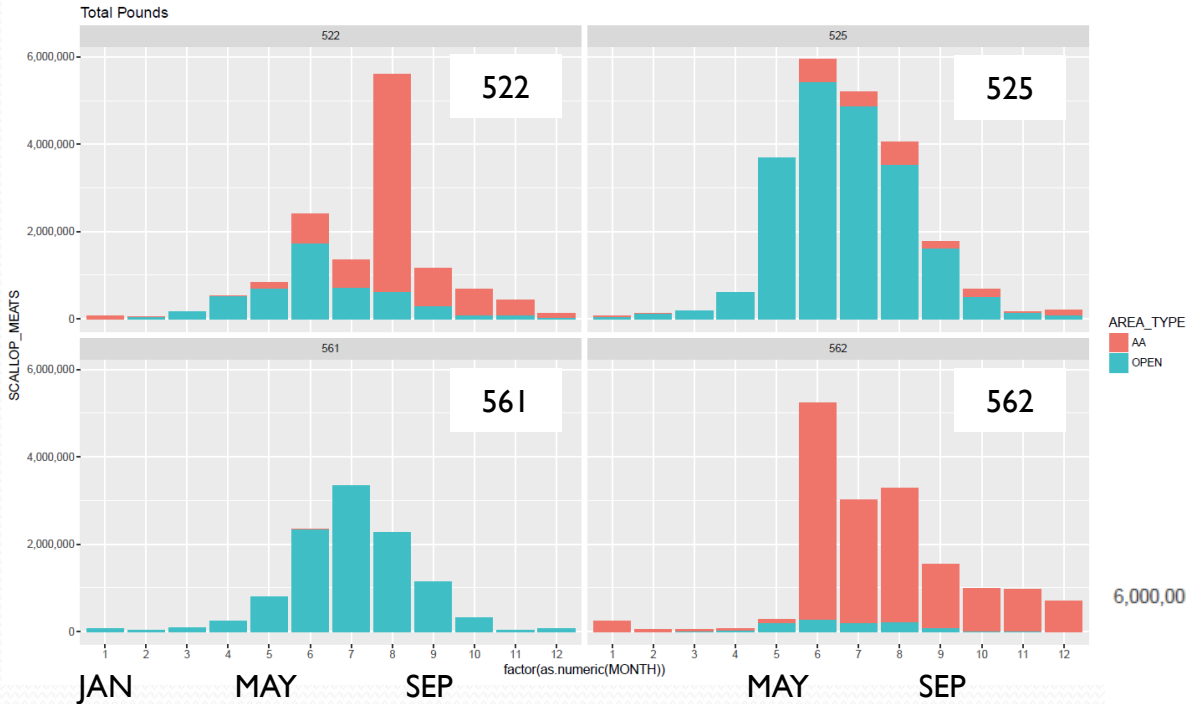 Total Pounds
522
525
6,000,000
4,000,000
2,000,000
0
522
525
SCALLOP_MEATS
561
562
6,000,000
4,000,000
2,000,000
0
561
562
AREA_TYPE
AA
OPEN
6,000,00
1 2 3 4 5 6 7 8 9 10 11 12
1 2 3 4 5 6 7 8 9 10 11 12
factor(as.numeric(MONTH))
JAN MAY SEP MAY SEP